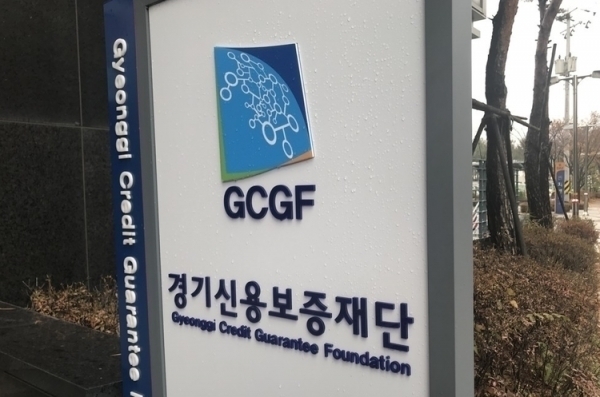 GCGF
경기신용보증재단
Gyeonggi Credit Guarantee Foundation
Gyeonggi Credit Guarantee